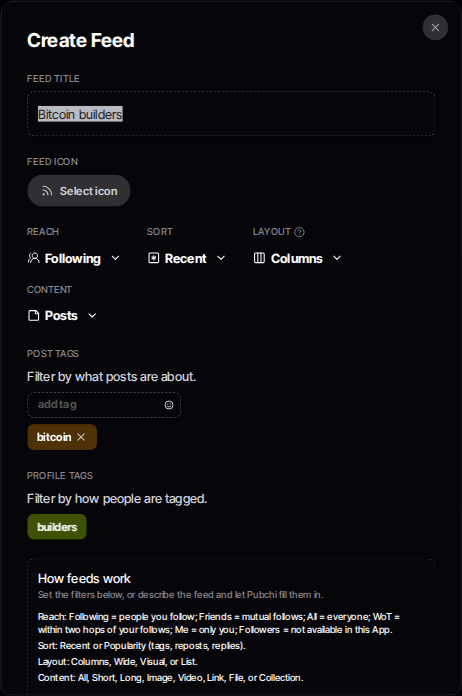 Create Feed
FEED TITLE
Bitcoin builders
FEED ICON
Select icon
REACH SORT LAYOUT ?
Following Recent Columns
CONTENT
Posts
POST TAGS
Filter by what posts are about.
add tag
bitcoin
PROFILE TAGS
Filter by how people are tagged.
builders
How feeds work
Set the filters below, or describe the feed and let Pubchi fill them in.
Reach: Following = people you follow; Friends = mutual follows; All = everyone; WoT =
within two hops of your follows; Me = only you; Followers = not available in this App.
Sort: Recent or Popularity (tags, reposts, replies).
Layout: Columns, Wide, Visual, or List.
Content: All, Short, Long, Image, Video, Link, File, or Collection.